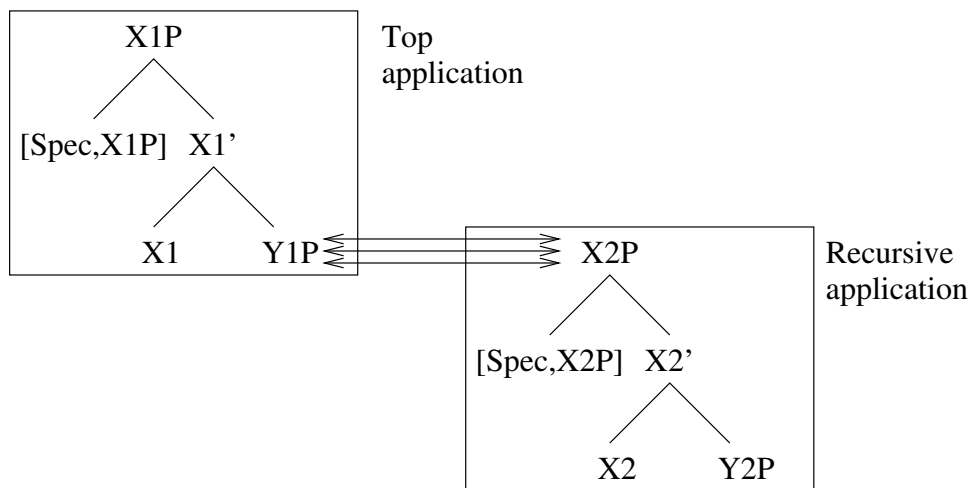 X1P
Top
application
[Spec,X1P] X1’
X1 Y1P
X2P
Recursive
application
[Spec,X2P] X2’
X2 Y2P